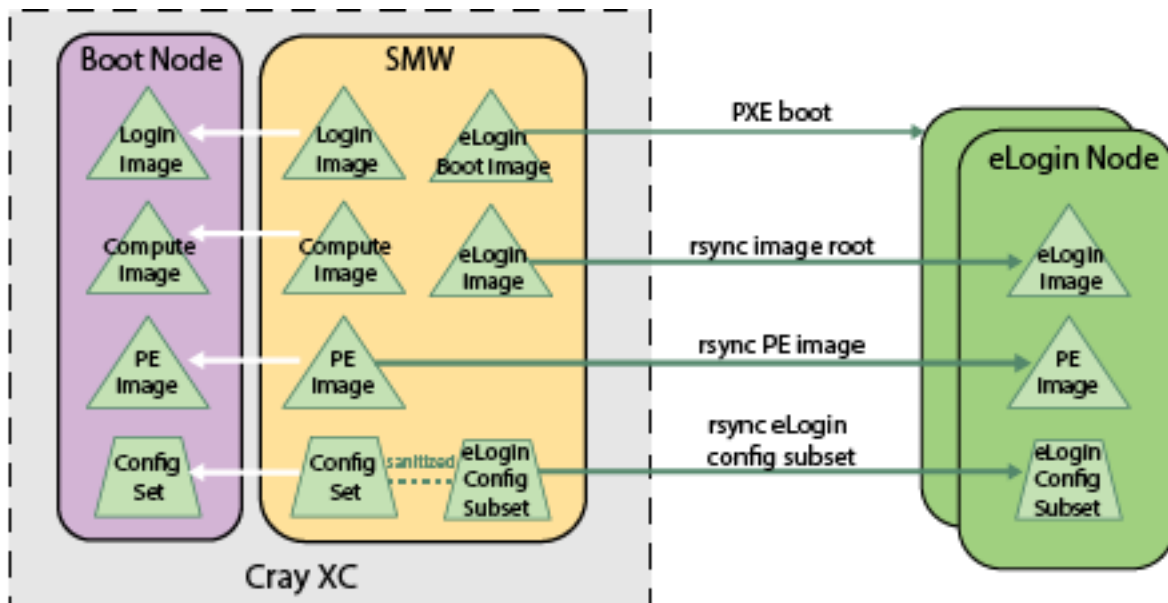 Boot Node
SMW
Login
Image
Login
Image
eLogin
Boot Image
PXE boot
eLogin Node
Compute
Image
Compute
Image
eLogin
Image
rsync image root
eLogin
Image
PE
Image
PE
Image
rsync PE image
PE
Image
Config
Set
Config
Set
sanitized
eLogin
Config
Subset
rsync eLogin
config subset
eLogin
Config
Subset
Cray XC